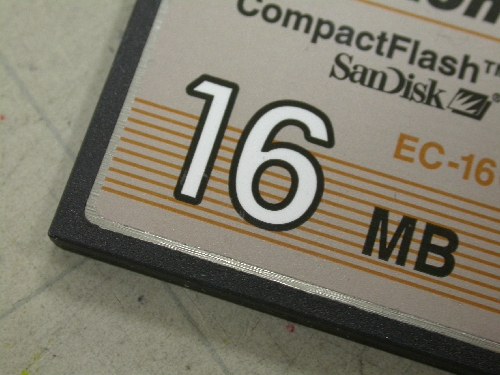 CompactFlash™
SanDisk ®
EC-16
16 MB